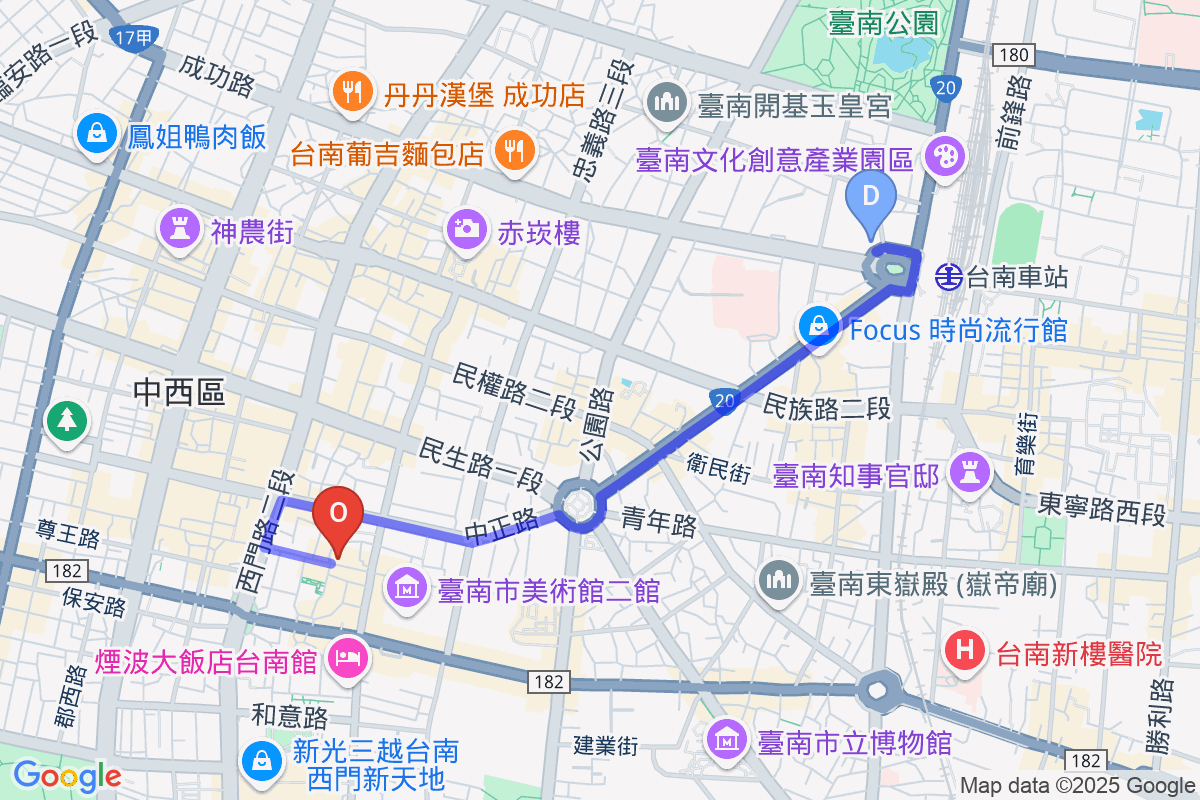 臺南公園
17甲
臨安路一段
成功路
180
忠義路三段
20
前鋒路
丹丹漢堡 成功店
臺南開基玉皇宮
鳳姐鴨肉飯
台南葡吉麵包店
臺南文化創意產業園區
D
神農街
赤崁樓
台南車站
Focus 時尚流行館
中西區
民權路二段
公園路
20
民族路二段
育樂街
民生路一段
衛民街
臺南知事官邸
西門路二段
O
中正路
青年路
東寧路西段
尊王路
182
保安路
臺南市美術館二館
臺南東嶽殿 (嶽帝廟)
煙波大飯店台南館
H
台南新樓醫院
182
郡西路
和意路
勝利路
建業街
臺南市立博物館
新光三越台南
西門新天地
182
Google
Map data ©2025 Google